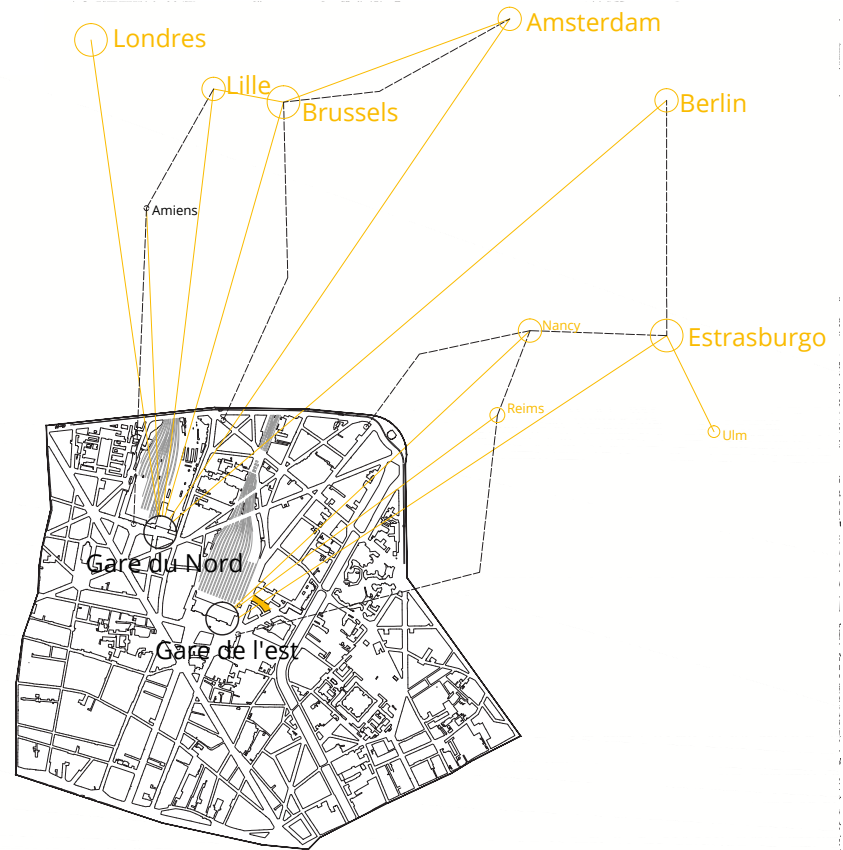 Londres
Amsterdam
Lille
Brussels
Berlin
Amiens
Nancy
Estrasburgo
Reims
Ulm
Gare du Nord
Gare de l'est